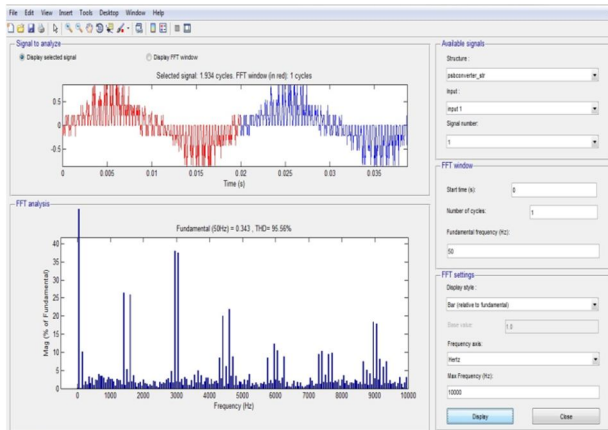 File Edit View Insert Tools Desktop Window Help
Signal to analyze
Display selected signal Display FFT window
Selected signal: 1.934 cycles. FFT window (in red): 1 cycles
0.5
0
-0.5
0 0.005 0.01 0.015 0.02 0.025 0.03 0.035
Time (s)
FFT analysis
Fundamental (50Hz) = 0.343 , THD= 95.56%
Mag (% of Fundamental)
40
35
30
25
20
15
10
5
0
0 1000 2000 3000 4000 5000 6000 7000 8000 9000 10000
Frequency (Hz)
Available signals
Structure :
psbconverter_str
Input :
input 1
Signal number:
1
FFT window
Start time (s): 0
Number of cycles: 1
Fundamental frequency (Hz):
50
FFT settings
Display style :
Bar (relative to fundamental)
Base value: 1.0
Frequency axis:
Hertz
Max Frequency (Hz):
10000
Display Close